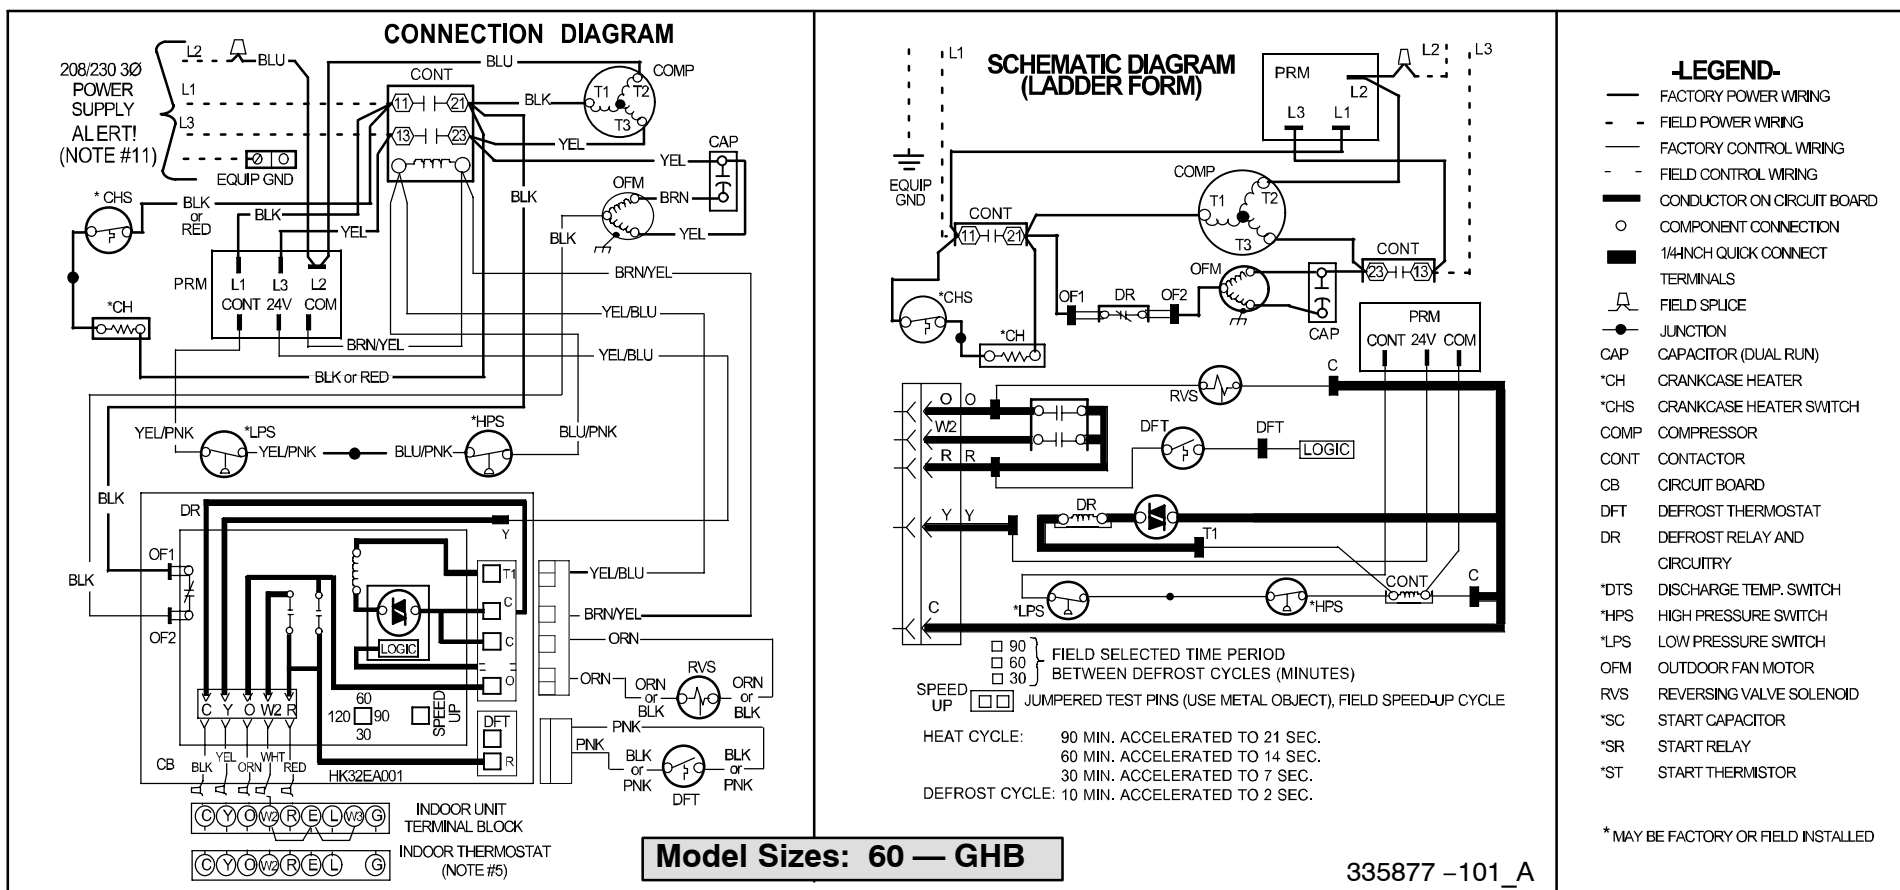 CONNECTION DIAGRAM
208/230 3Ø
POWER
SUPPLY
ALERT!
(NOTE #11)
L2
BLU
L1
L3
EQUIP GND
CONT
11
21
13
23
BLU
COMP
T1
T2
T3
BLK
YEL
YEL
CAP
OFM
BRN
YEL
BLK
BLK
* CHS
BLK
or
RED
BLK
YEL
PRM
L1 L3 L2
CONT 24V COM
*CH
BRN/YEL
BRN/YEL
YEL/BLU
YEL/BLU
BLK or RED
YEL/PNK
*LPS
YEL/PNK
BLU/PNK
*HPS
BLU/PNK
BLK
DR
OF1
BLK
OF2
Y
T1
C
C
O
LOGIC
YEL/BLU
BRN/YEL
ORN
ORN
RVS
ORN
or
BLK
ORN
or
BLK
C Y O W2 R
60
120 90
30
SPEED
UP
DFT
R
PNK
PNK
BLK
or
PNK
BLK
or
PNK
DFT
CB
BLK
YEL
ORN
WHT
RED
HK32EA001
C Y O W2 R E L W3 G
INDOOR UNIT
TERMINAL BLOCK
C Y O W2 R E L G
INDOOR THERMOSTAT
(NOTE #5)
Model Sizes: 60 — GHB
SCHEMATIC DIAGRAM
(LADDER FORM)
L1
L2
L3
PRM
L2
L3 L1
EQUIP
GND
COMP
T1
T2
T3
CONT
11
21
CONT
23
13
*CHS
*CH
OF1
DR
OF2
OFM
CAP
PRM
CONT 24V COM
RVS
C
O O
W2
R R
DFT
DFT
LOGIC
Y Y
DR
T1
*LPS
*HPS
CONT
C
C
90
60
30
FIELD SELECTED TIME PERIOD
BETWEEN DEFROST CYCLES (MINUTES)
SPEED
UP
JUMPERED TEST PINS (USE METAL OBJECT), FIELD SPEED-UP CYCLE
HEAT CYCLE: 90 MIN. ACCELERATED TO 21 SEC.
60 MIN. ACCELERATED TO 14 SEC.
30 MIN. ACCELERATED TO 7 SEC.
DEFROST CYCLE: 10 MIN. ACCELERATED TO 2 SEC.
335877 –101_A
-LEGEND-
FACTORY POWER WIRING
FIELD POWER WIRING
FACTORY CONTROL WIRING
FIELD CONTROL WIRING
CONDUCTOR ON CIRCUIT BOARD
COMPONENT CONNECTION
1/4-INCH QUICK CONNECT
TERMINALS
FIELD SPLICE
JUNCTION
CAP CAPACITOR (DUAL RUN)
*CH CRANKCASE HEATER
*CHS CRANKCASE HEATER SWITCH
COMP COMPRESSOR
CONT CONTACTOR
CB CIRCUIT BOARD
DFT DEFROST THERMOSTAT
DR DEFROST RELAY AND
CIRCUITRY
*DTS DISCHARGE TEMP. SWITCH
*HPS HIGH PRESSURE SWITCH
*LPS LOW PRESSURE SWITCH
OFM OUTDOOR FAN MOTOR
RVS REVERSING VALVE SOLENOID
*SC START CAPACITOR
*SR START RELAY
*ST START THERMISTOR
* MAY BE FACTORY OR FIELD INSTALLED